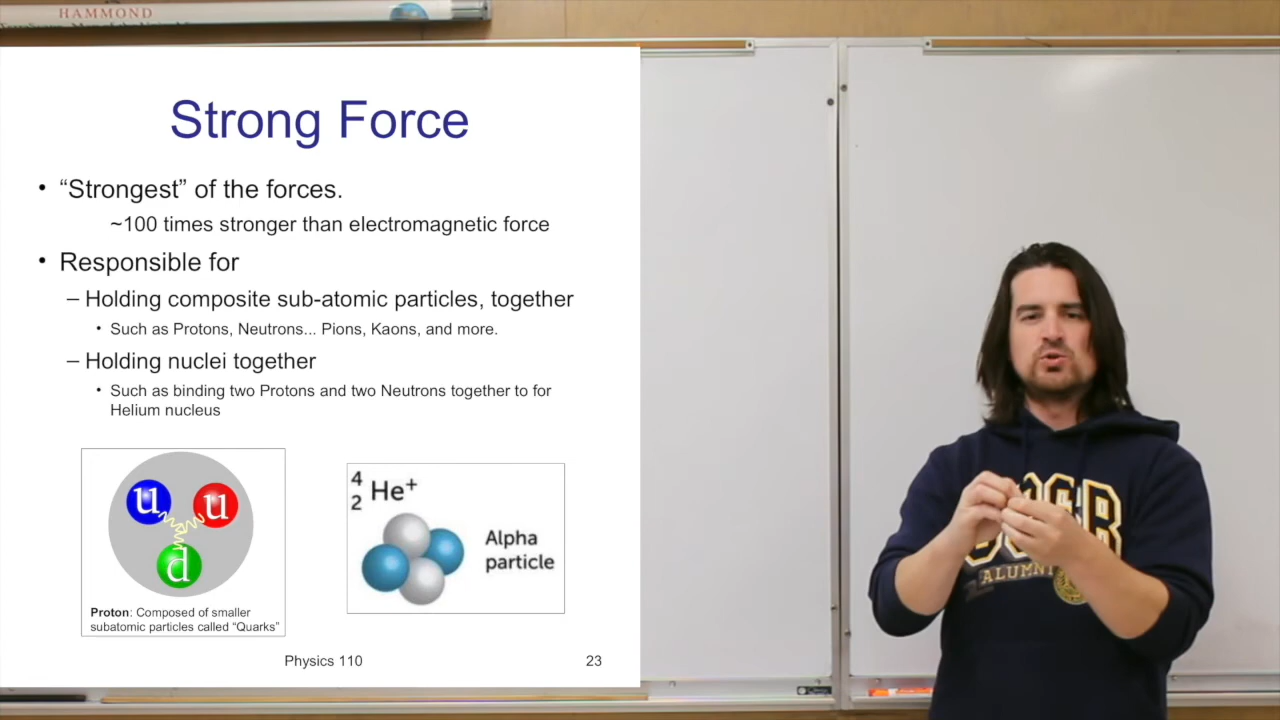 HAMMOND
Strong Force
• “Strongest” of the forces.
~100 times stronger than electromagnetic force
• Responsible for
– Holding composite sub-atomic particles, together
• Such as Protons, Neutrons... Pions, Kaons, and more.
– Holding nuclei together
• Such as binding two Protons and two Neutrons together to for
Helium nucleus
u u
d
Proton: Composed of smaller
subatomic particles called “Quarks”
4
2 He+
Alpha
particle
Physics 110 23
ALUMNI